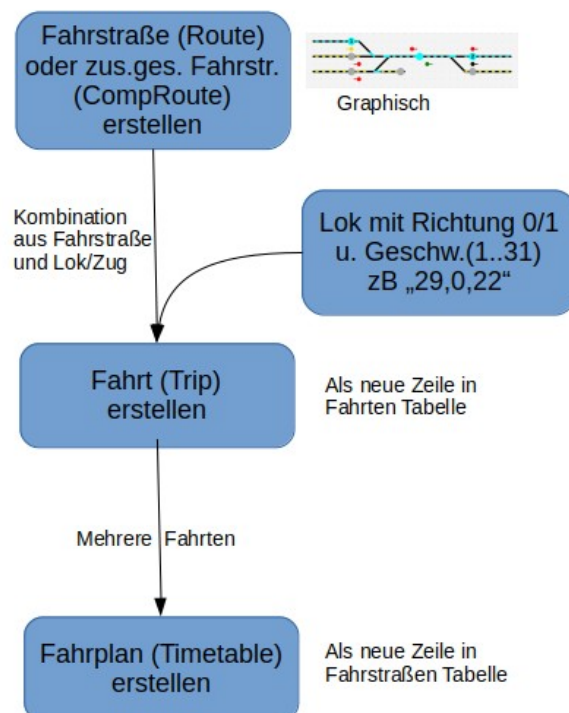 Fahrstraße (Route)
oder zus.ges. Fahrstr.
(CompRoute)
erstellen
Graphisch
Kombination
aus Fahrstraße
und Lok/Zug
Lok mit Richtung 0/1
u. Geschw.(1..31)
zB „29,0,22“
Fahrt (Trip)
erstellen
Als neue Zeile in
Fahrten Tabelle
Mehrere Fahrten
Fahrplan (Timetable)
erstellen
Als neue Zeile in
Fahrstraßen Tabelle